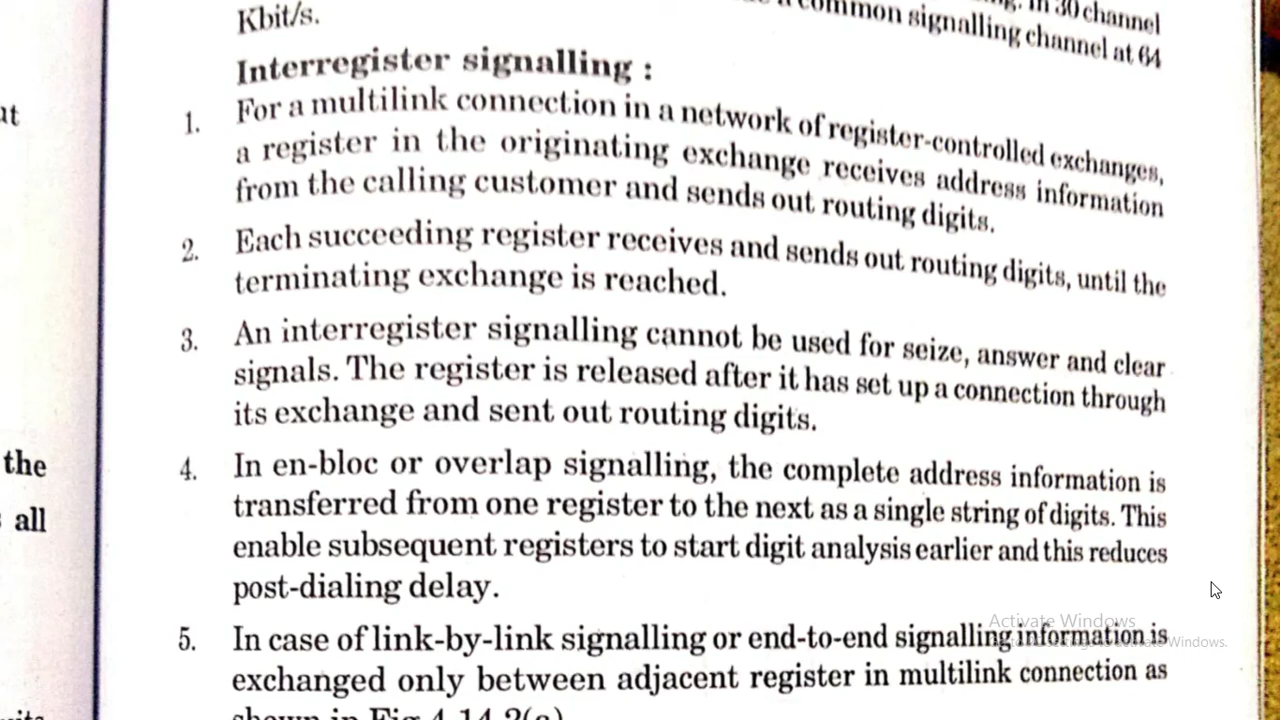 in 30 channel
common signalling channel at 64
Kbit/s.
Interregister signalling :
1. For a multilink connection in a network of register-controlled exchanges,
a register in the originating exchange receives address information
from the calling customer and sends out routing digits.
2. Each succeeding register receives and sends out routing digits, until the
terminating exchange is reached.
3. An interregister signalling cannot be used for seize, answer and clear
signals. The register is released after it has set up a connection through
its exchange and sent out routing digits.
4. In en-bloc or overlap signalling, the complete address information is
transferred from one register to the next as a single string of digits. This
enable subsequent registers to start digit analysis earlier and this reduces
post-dialing delay.
5. In case of link-by-link signalling or end-to-end signalling information is
exchanged only between adjacent register in multilink connection as
shown in Fig 4.14.2(a)
the
all
Activate Windows